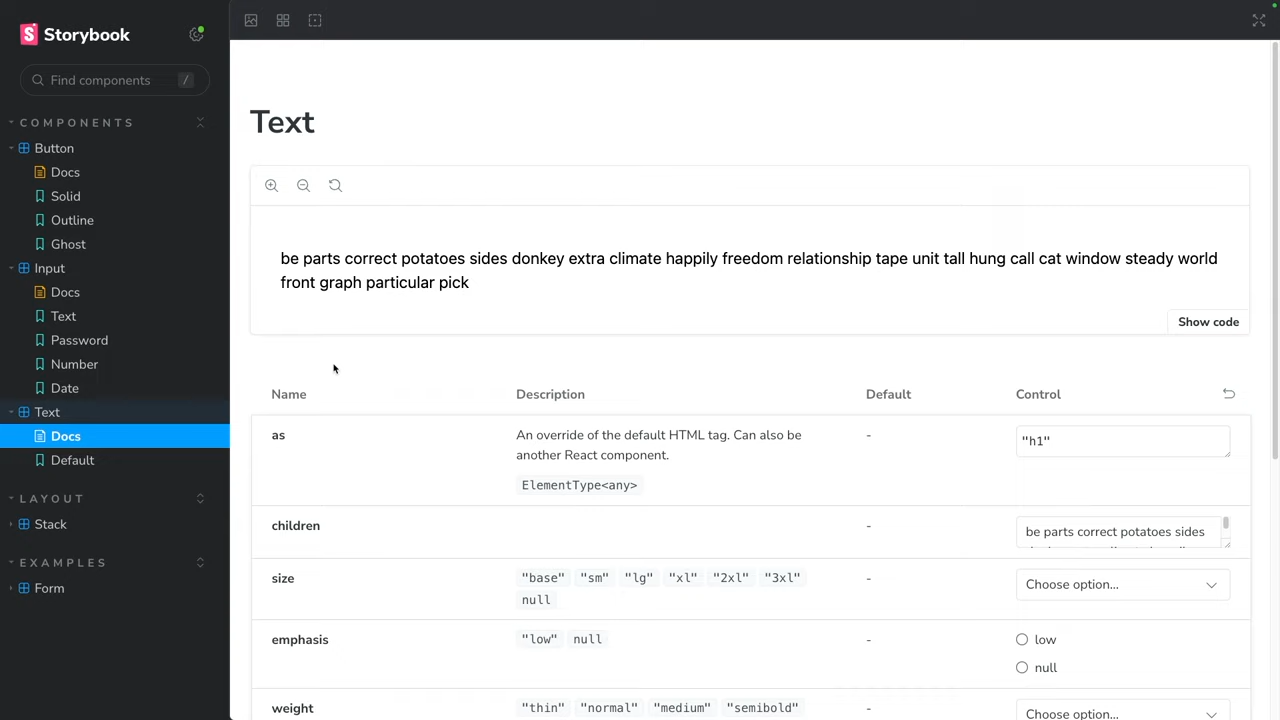 Storybook
Find components /
COMPONENTS
Button
Docs
Solid
Outline
Ghost
Input
Docs
Text
Password
Number
Date
Text
Docs
Default
LAYOUT
Stack
EXAMPLES
Form
Text
be parts correct potatoes sides donkey extra climate happily freedom relationship tape unit tall hung call cat window steady world
front graph particular pick
Show code
Name Description Default Control
as An override of the default HTML tag. Can also be - "h1"
another React component.
ElementType<any>
children - be parts correct potatoes sides
size "base" "sm" "lg" "xl" "2xl" "3xl" - Choose option...
null
emphasis "low" null - low
null
weight "thin" "normal" "medium" "semibold" - Choose option...